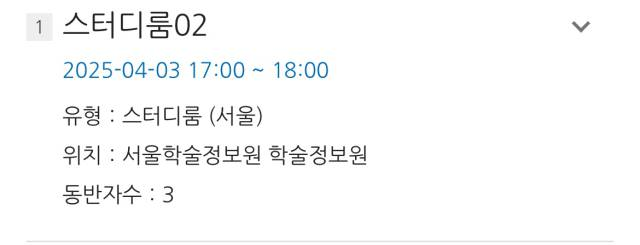 1 스터디룸02
2025-04-03 17:00 ~ 18:00
유형 : 스터디룸 (서울)
위치 : 서울학술정보원 학술정보원
동반자수 : 3